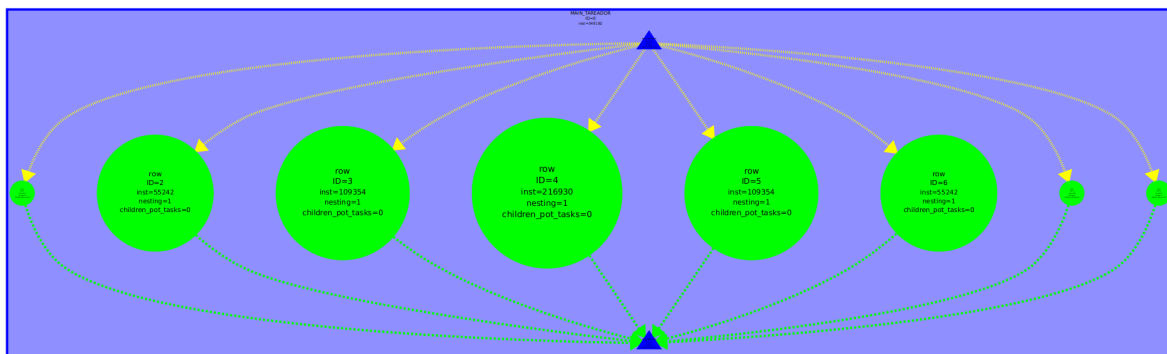 MAIN_TAREADOR
ID=0
row
ID=2
inst=55242
nesting=1
children_pot_tasks=0
row
ID=3
inst=109354
nesting=1
children_pot_tasks=0
row
ID=4
inst=216930
nesting=1
children_pot_tasks=0
row
ID=5
inst=109354
nesting=1
children_pot_tasks=0
row
ID=6
inst=55242
nesting=1
children_pot_tasks=0